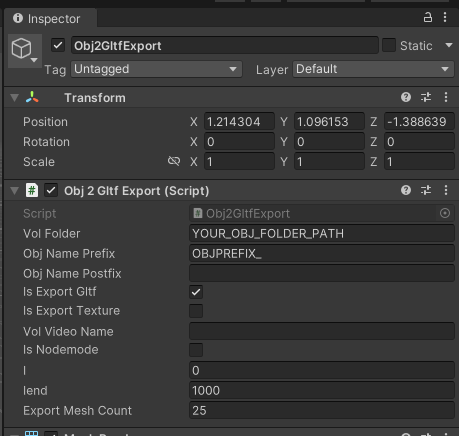 Inspector
Obj2GltfExport Static
Tag Untagged Layer Default
Transform
Position X 1.214304 Y 1.096153 Z -1.388639
Rotation X 0 Y 0 Z 0
Scale X 1 Y 1 Z 1
# Obj 2 Gltf Export (Script)
Script # Obj2GltfExport
Vol Folder YOUR_OBJ_FOLDER_PATH
Obj Name Prefix OBJPREFIX_
Obj Name Postfix
Is Export Gltf
Is Export Texture
Vol Video Name
Is Nodemode
I 0
Iend 1000
Export Mesh Count 25